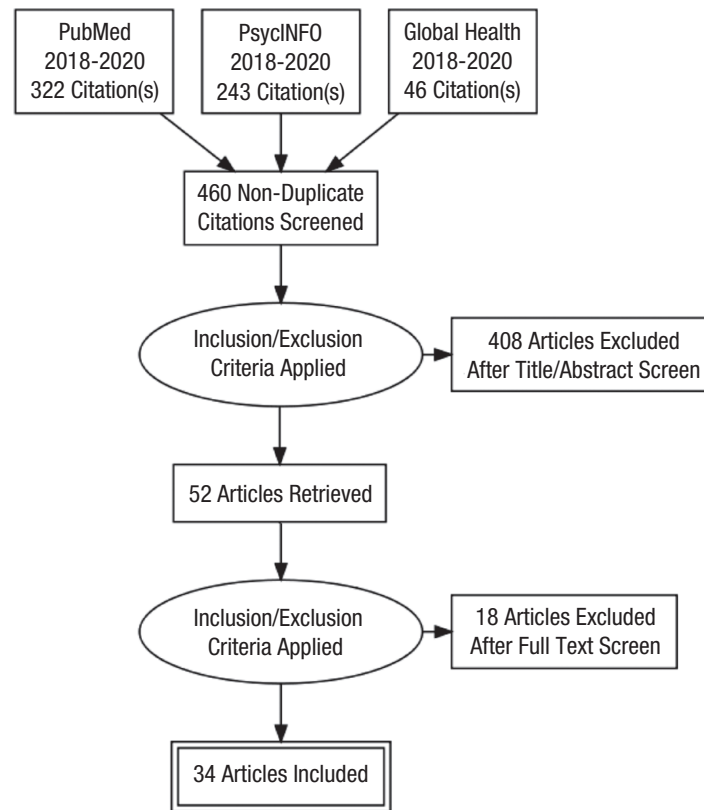 PubMed
2018-2020
322 Citation(s)
PsycINFO
2018-2020
243 Citation(s)
Global Health
2018-2020
46 Citation(s)
460 Non-Duplicate
Citations Screened
Inclusion/Exclusion
Criteria Applied
408 Articles Excluded
After Title/Abstract Screen
52 Articles Retrieved
Inclusion/Exclusion
Criteria Applied
18 Articles Excluded
After Full Text Screen
34 Articles Included